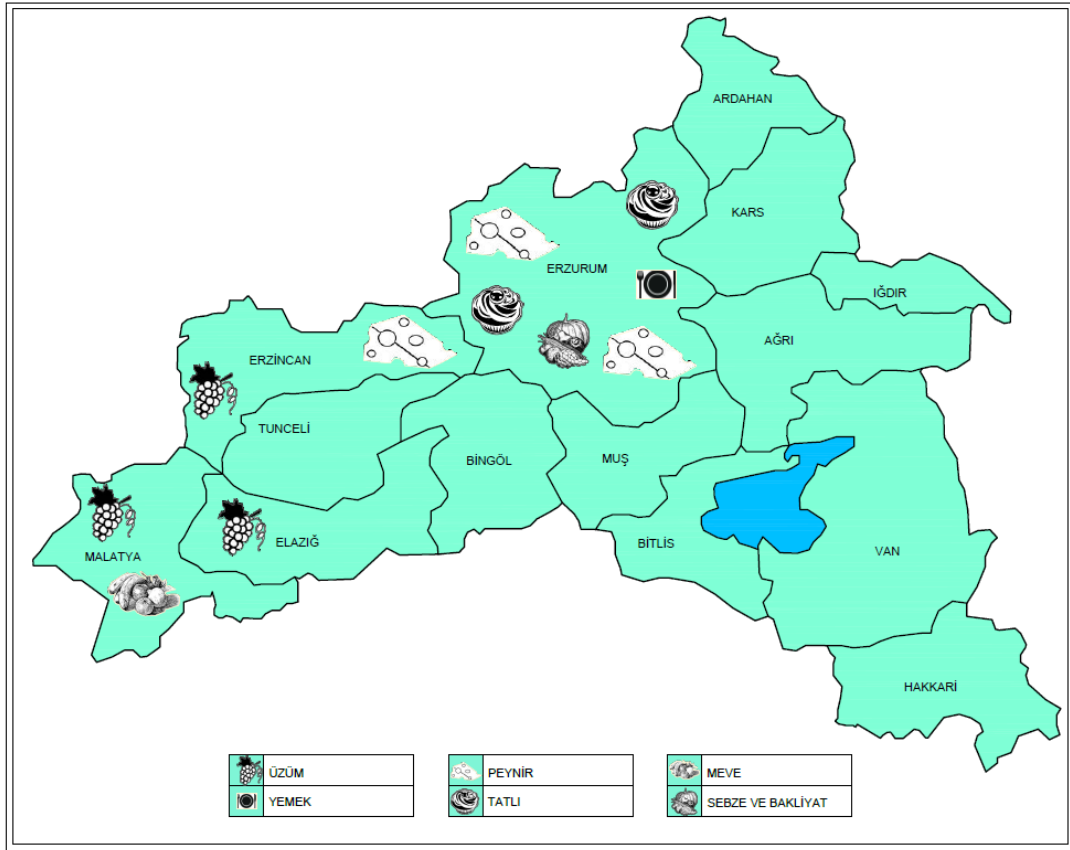 ARDAHAN
KARS
ERZURUM
IĞDIR
AĞRI
ERZİNCAN
TUNCELİ
BİNGÖL
MUŞ
ELAZIĞ
BİTLİS
VAN
MALATYA
HAKKARİ
ÜZÜM
PEYNİR
MEVE
YEMEK
TATLI
SEBZE VE BAKLİYAT